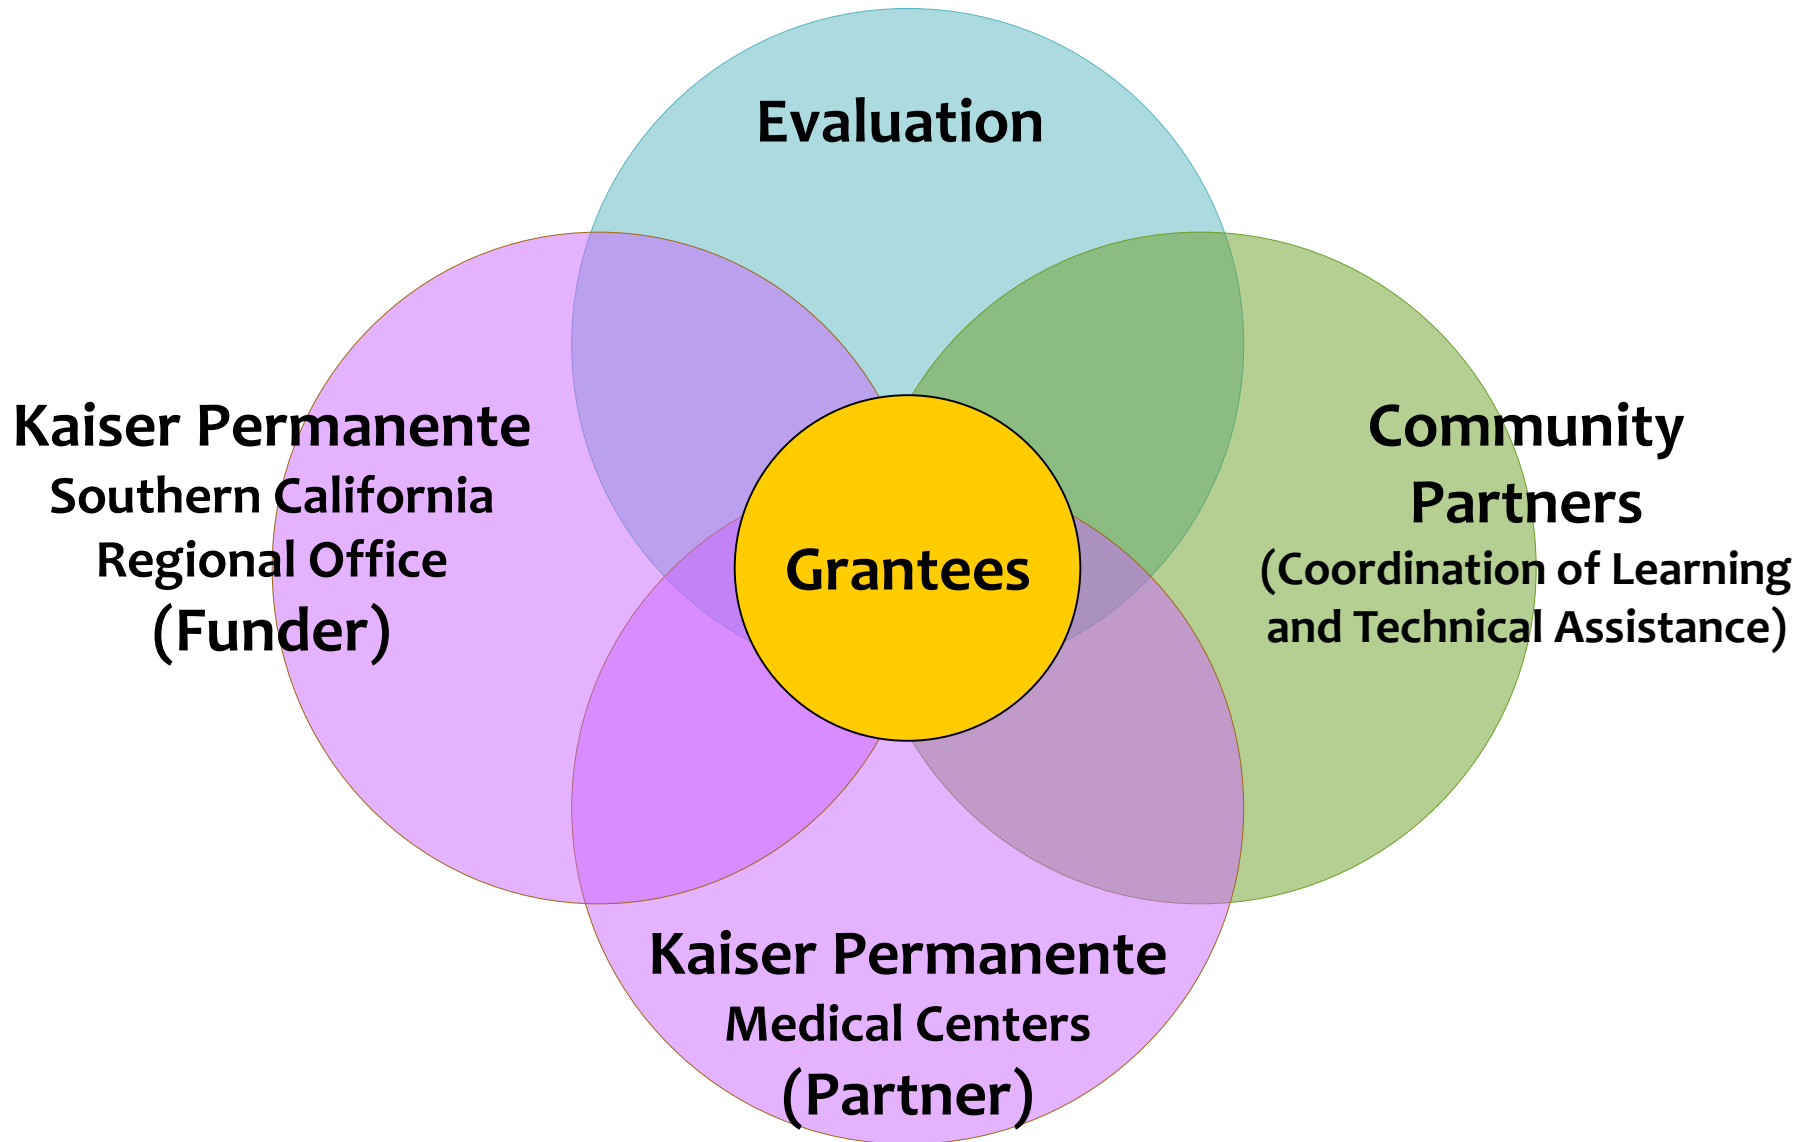 Evaluation
Kaiser Permanente
Southern California
Regional Office
(Funder)
Grantees
Community
Partners
(Coordination of Learning
and Technical Assistance)
Kaiser Permanente
Medical Centers
(Partner)